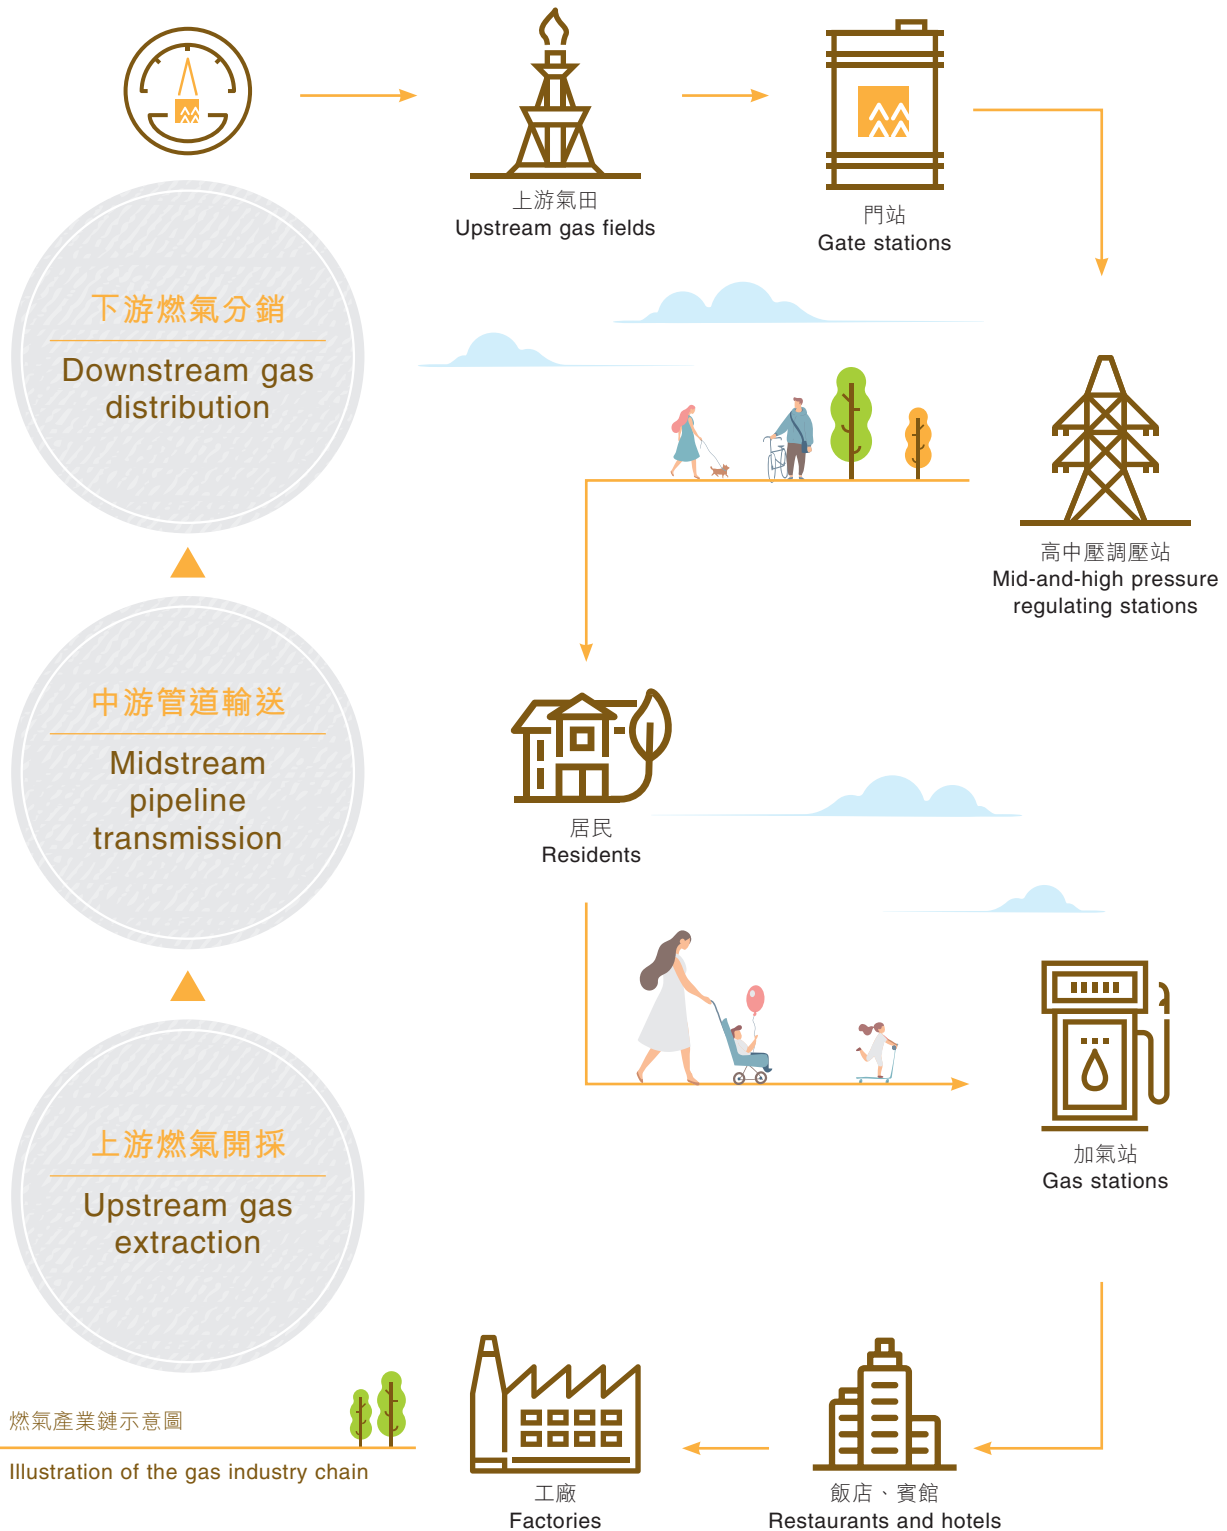 上游氣田
Upstream gas fields
門站
Gate stations
下游燃氣分銷
Downstream gas
distribution
高中壓調壓站
Mid-and-high pressure
regulating stations
中游管道輸送
Midstream
pipeline
transmission
居民
Residents
上游燃氣開採
Upstream gas
extraction
加氣站
Gas stations
燃氣產業鏈示意圖
Illustration of the gas industry chain
工廠
Factories
飯店、賓館
Restaurants and hotels